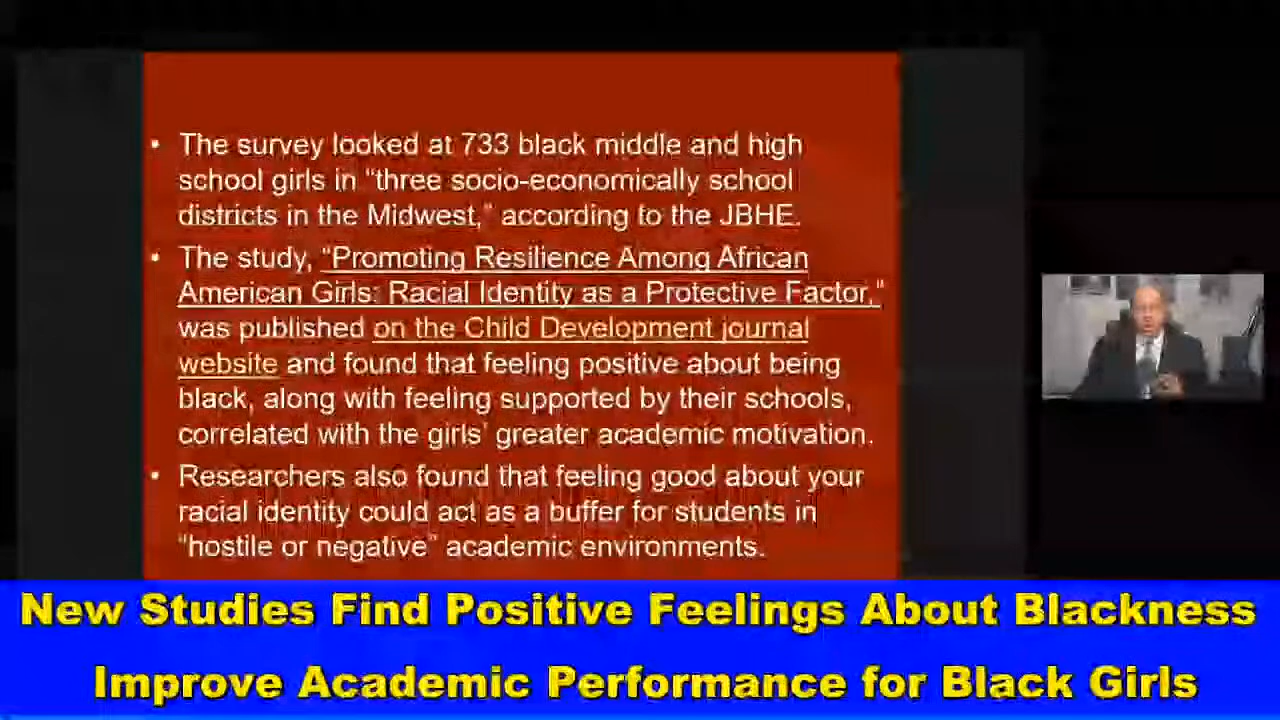 • The survey looked at 733 black middle and high
school girls in “three socio-economically school
districts in the Midwest,” according to the JBHE.
• The study, “Promoting Resilience Among African
American Girls: Racial Identity as a Protective Factor,”
was published on the Child Development journal
website and found that feeling positive about being
black, along with feeling supported by their schools,
correlated with the girls’ greater academic motivation.
• Researchers also found that feeling good about your
racial identity could act as a buffer for students in
“hostile or negative” academic environments.
New Studies Find Positive Feelings About Blackness
Improve Academic Performance for Black Girls